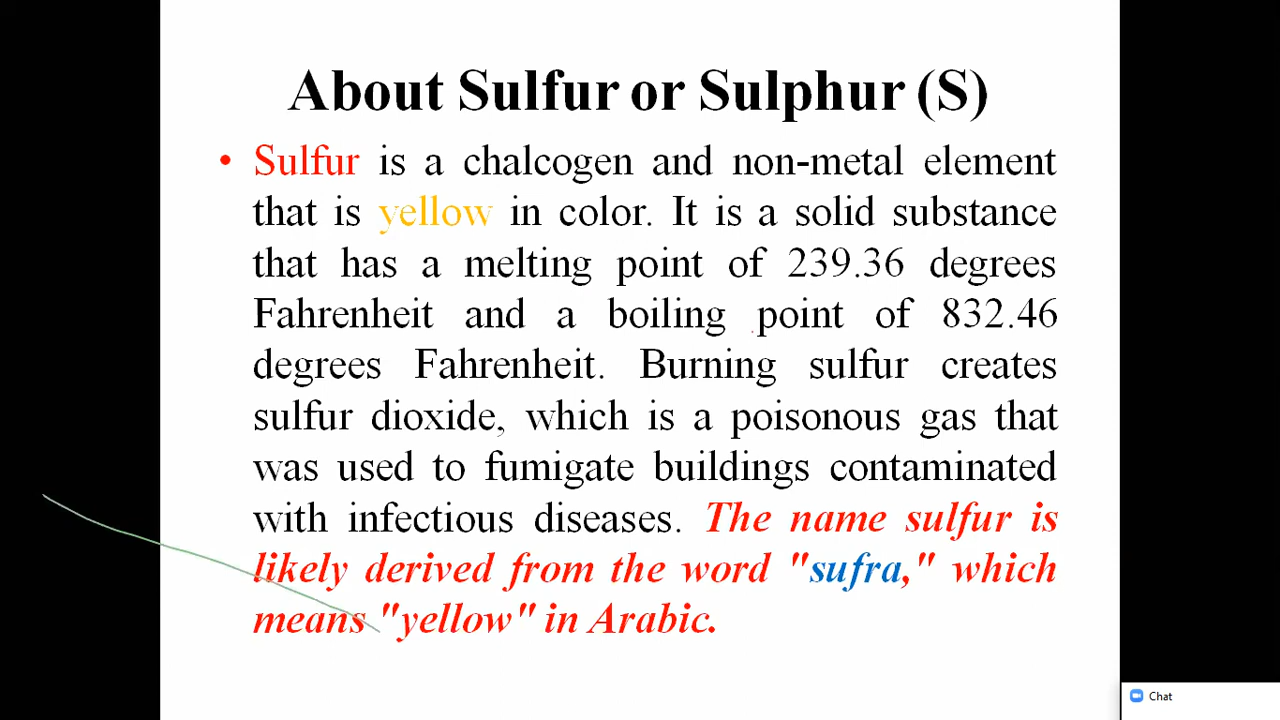 About Sulfur or Sulphur (S)
• Sulfur is a chalcogen and non-metal element
that is yellow in color. It is a solid substance
that has a melting point of 239.36 degrees
Fahrenheit and a boiling point of 832.46
degrees Fahrenheit. Burning sulfur creates
sulfur dioxide, which is a poisonous gas that
was used to fumigate buildings contaminated
with infectious diseases. The name sulfur is
likely derived from the word "sufra," which
means "yellow" in Arabic.
Chat